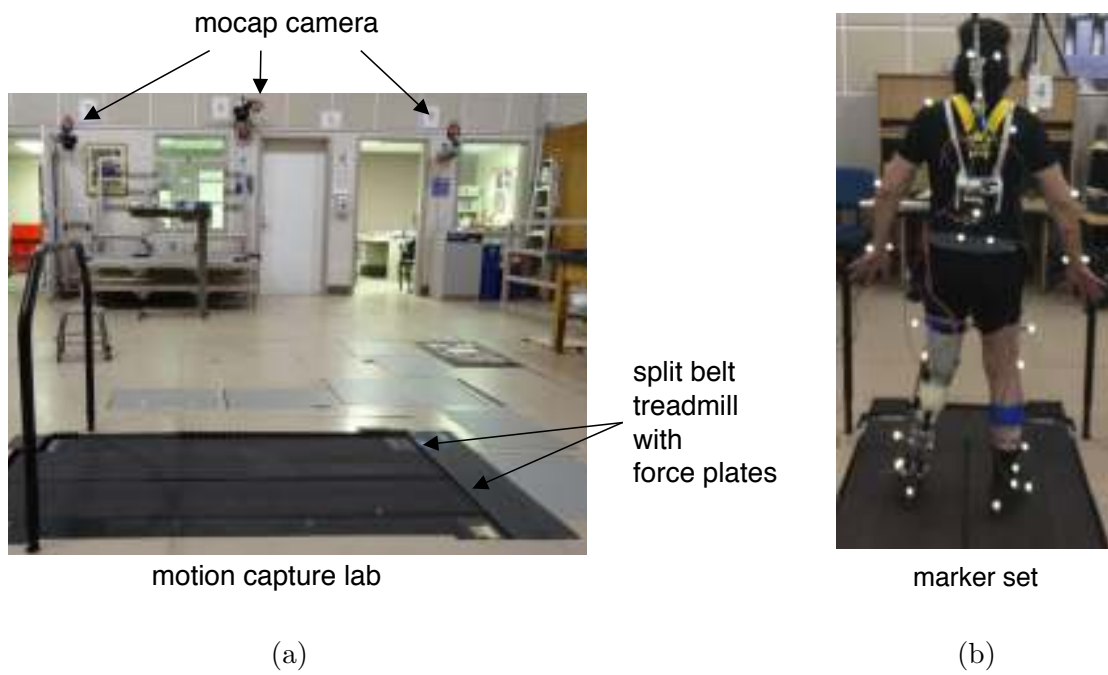 mocap camera
split belt
treadmill
with
force plates
motion capture lab
marker set
(a)
(b)